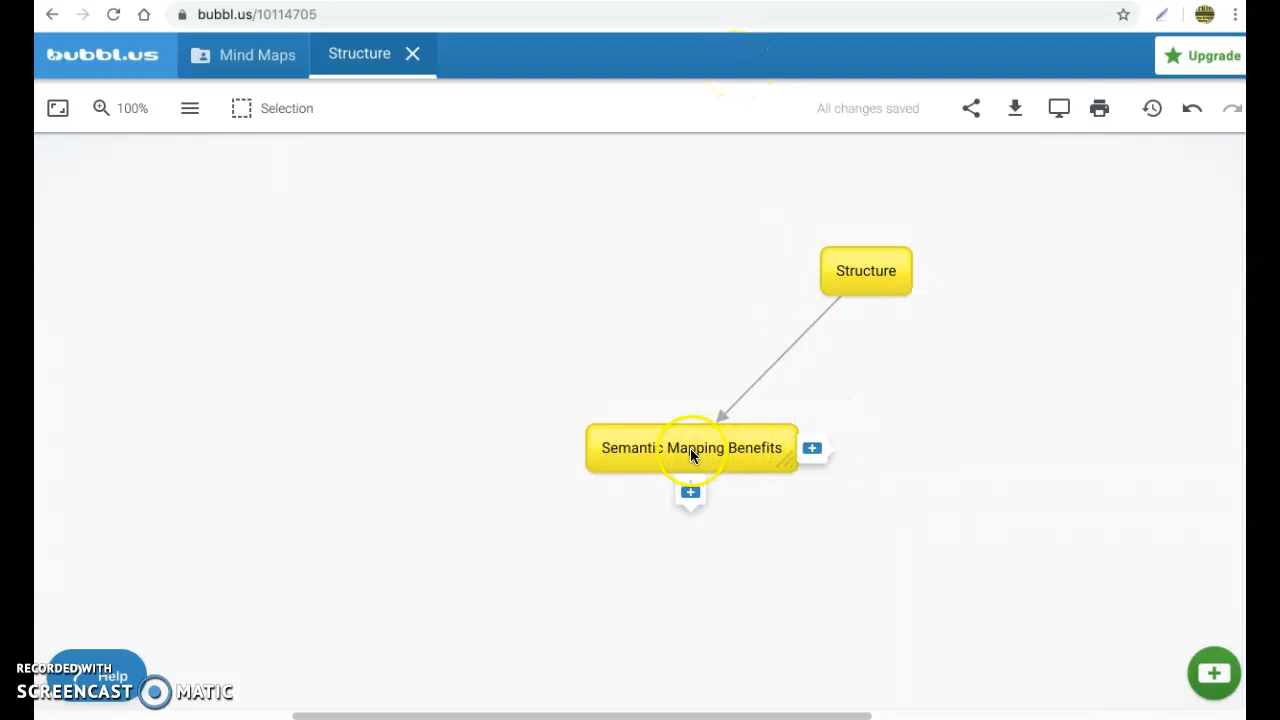 bubbl.us/10114705
bubbl.us
Mind Maps
Structure
Upgrade
100%
Selection
All changes saved
Structure
Semantic Mapping Benefits
Help
RECORDED WITH
SCREENCAST MATIC